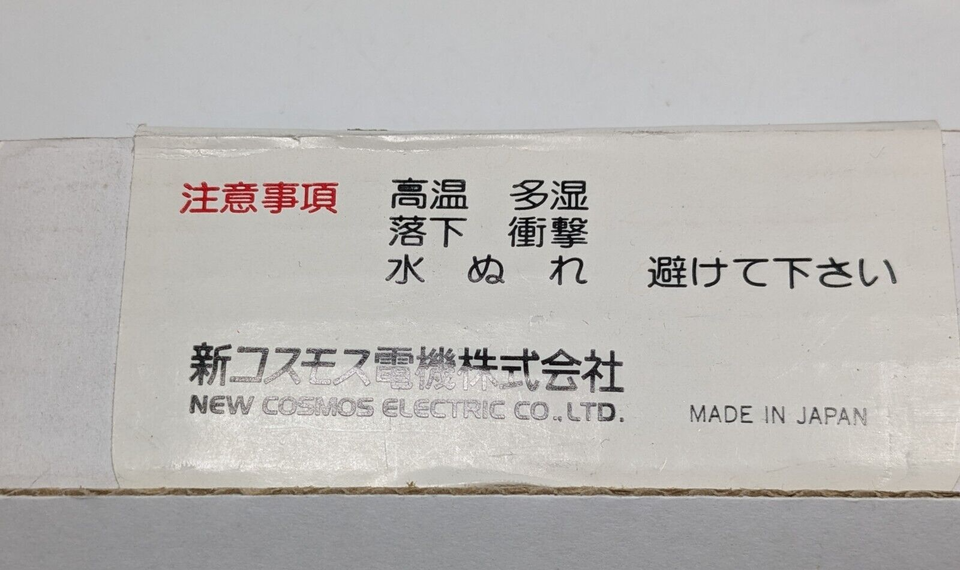 注意事項 高温 多湿
落下 衝撃
水ぬれ 避けて下さい
新コスモス電機株式会社
NEW COSMOS ELECTRIC CO.,LTD.
MADE IN JAPAN